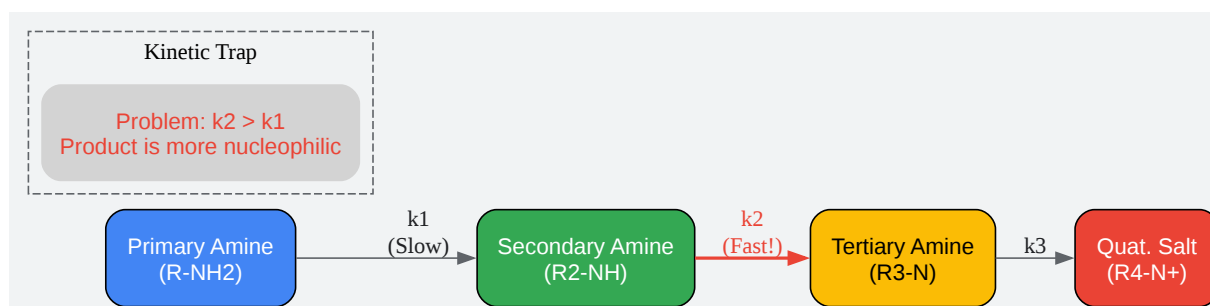 Kinetic Trap
Problem: k2 > k1
Product is more nucleophilic
Primary Amine
(R-NH2)
k1
(Slow)
Secondary Amine
(R2-NH)
k2
(Fast!)
Tertiary Amine
(R3-N)
k3
Quat. Salt
(R4-N+)